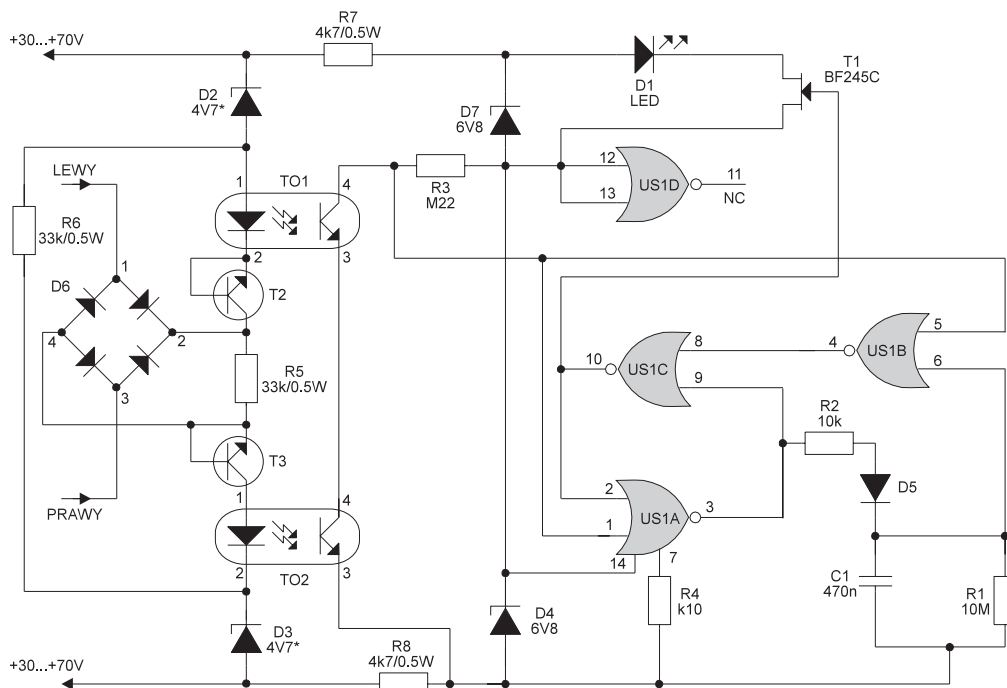 +30...+70V
R7
4k7/0.5W
D2
4V7*
D1
LED
T1
BF245C
D7
6V8
LEWY
R6
33k/0.5W
1
TO1
4
2
3
R3
M22
12
13
US1D
11
NC
D6
1
4
2
3
T2
R5
33k/0.5W
T3
PRAWY
10
US1C
8
9
4
US1B
5
6
R2
10k
D5
1
4
2
TO2
3
2
1
14
US1A
3
7
R4
k10
C1
470n
R1
10M
D3
4V7*
D4
6V8
+30...+70V
R8
4k7/0.5W